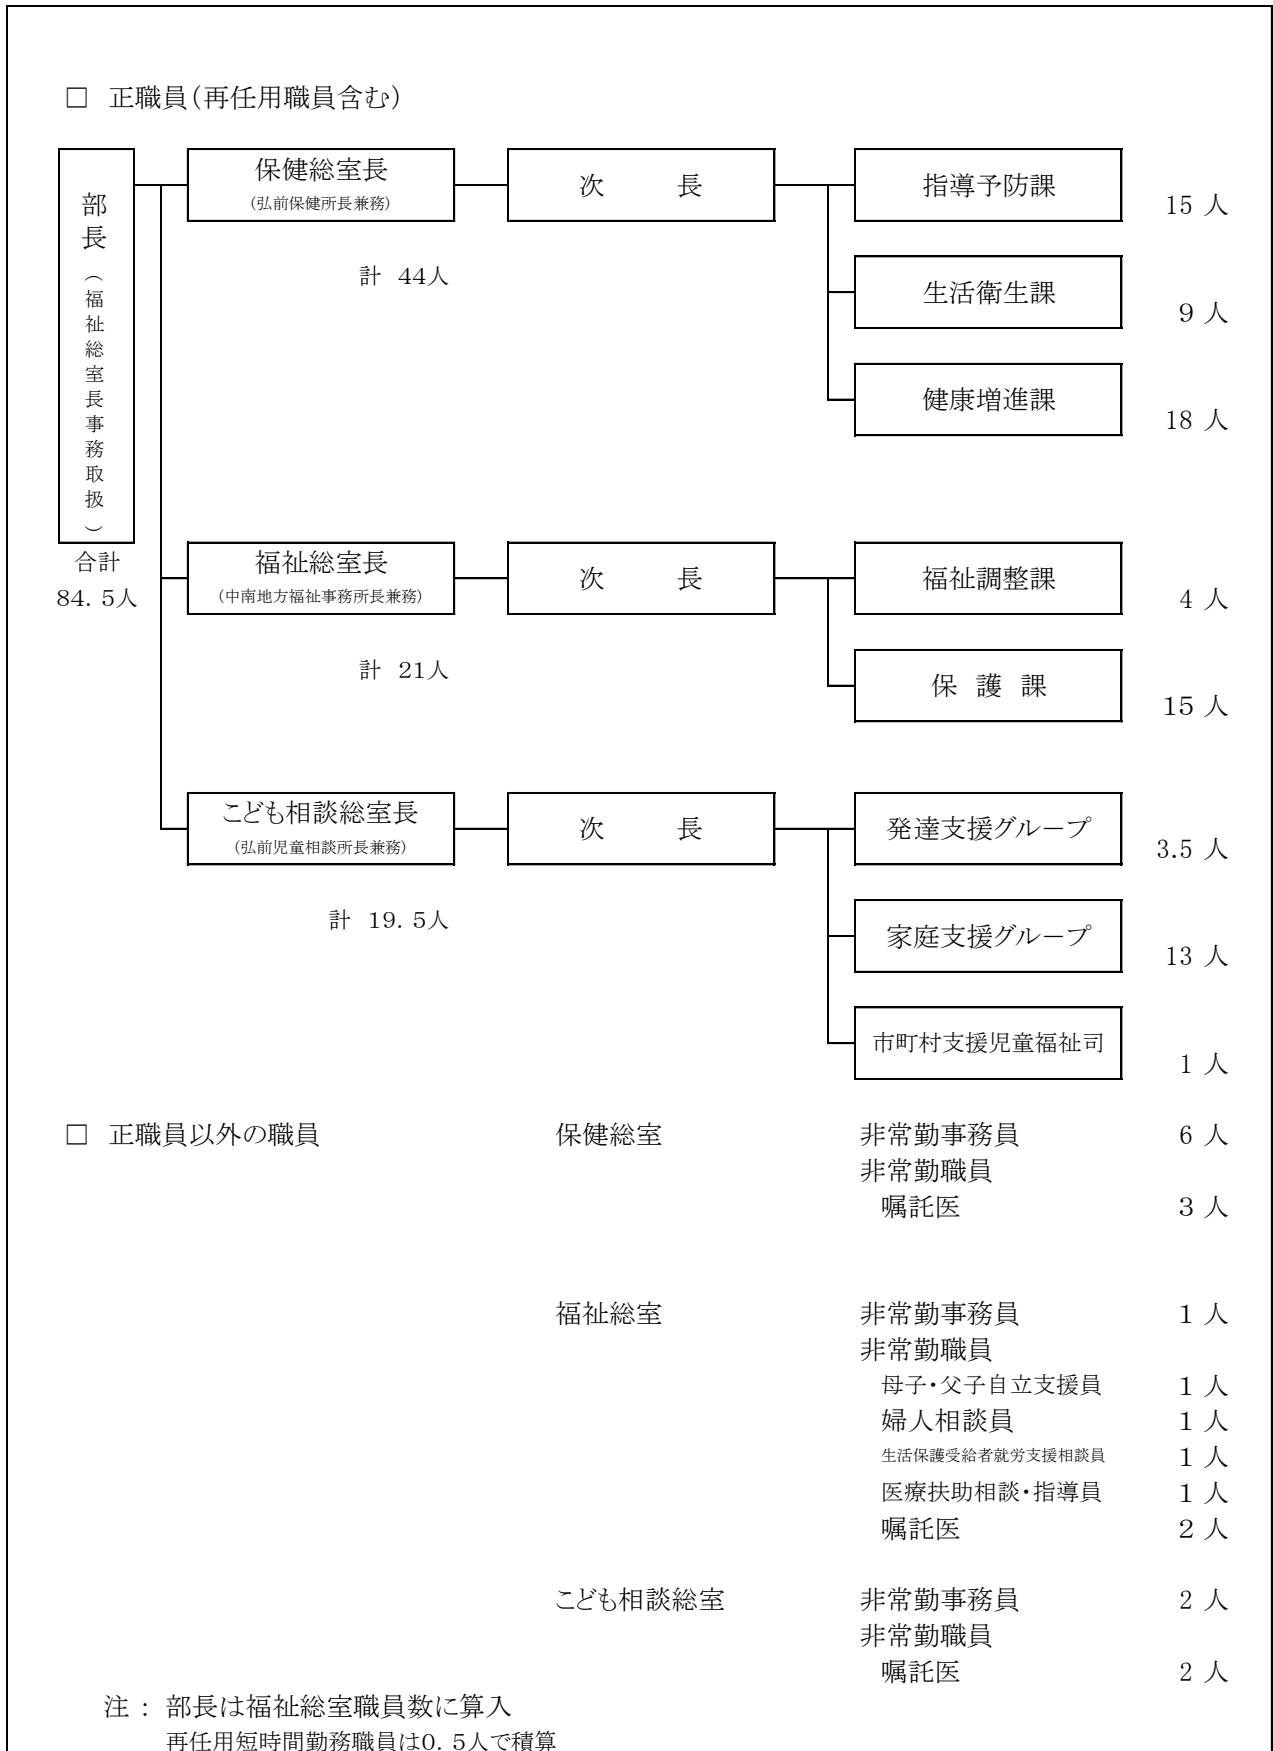 □ 正職員（再任用職員含む）
部長（福祉総室長事務取扱）
合計
84．5人
保健総室長
（弘前保健所長兼務）
次 長
指導予防課
15 人
計 44人
生活衛生課
9 人
健康増進課
18 人
福祉総室長
（中南地方福祉事務所長兼務）
次 長
福祉調整課
4 人
計 21人
保 護 課
15 人
こども相談総室長
（弘前児童相談所長兼務）
次 長
発達支援グループ
3.5 人
計 19．5人
家庭支援グループ
13 人
市町村支援児童福祉司
1 人
□ 正職員以外の職員 保健総室 非常勤事務員 6 人
非常勤職員
嘱託医 3 人
福祉総室 非常勤事務員 1 人
非常勤職員
母子・父子自立支援員 1 人
婦人相談員 1 人
生活保護受給者就労支援相談員 1 人
医療扶助相談・指導員 1 人
嘱託医 2 人
こども相談総室 非常勤事務員 2 人
非常勤職員
嘱託医 2 人
注 ： 部長は福祉総室職員数に算入
再任用短時間勤務職員は0．5人で積算